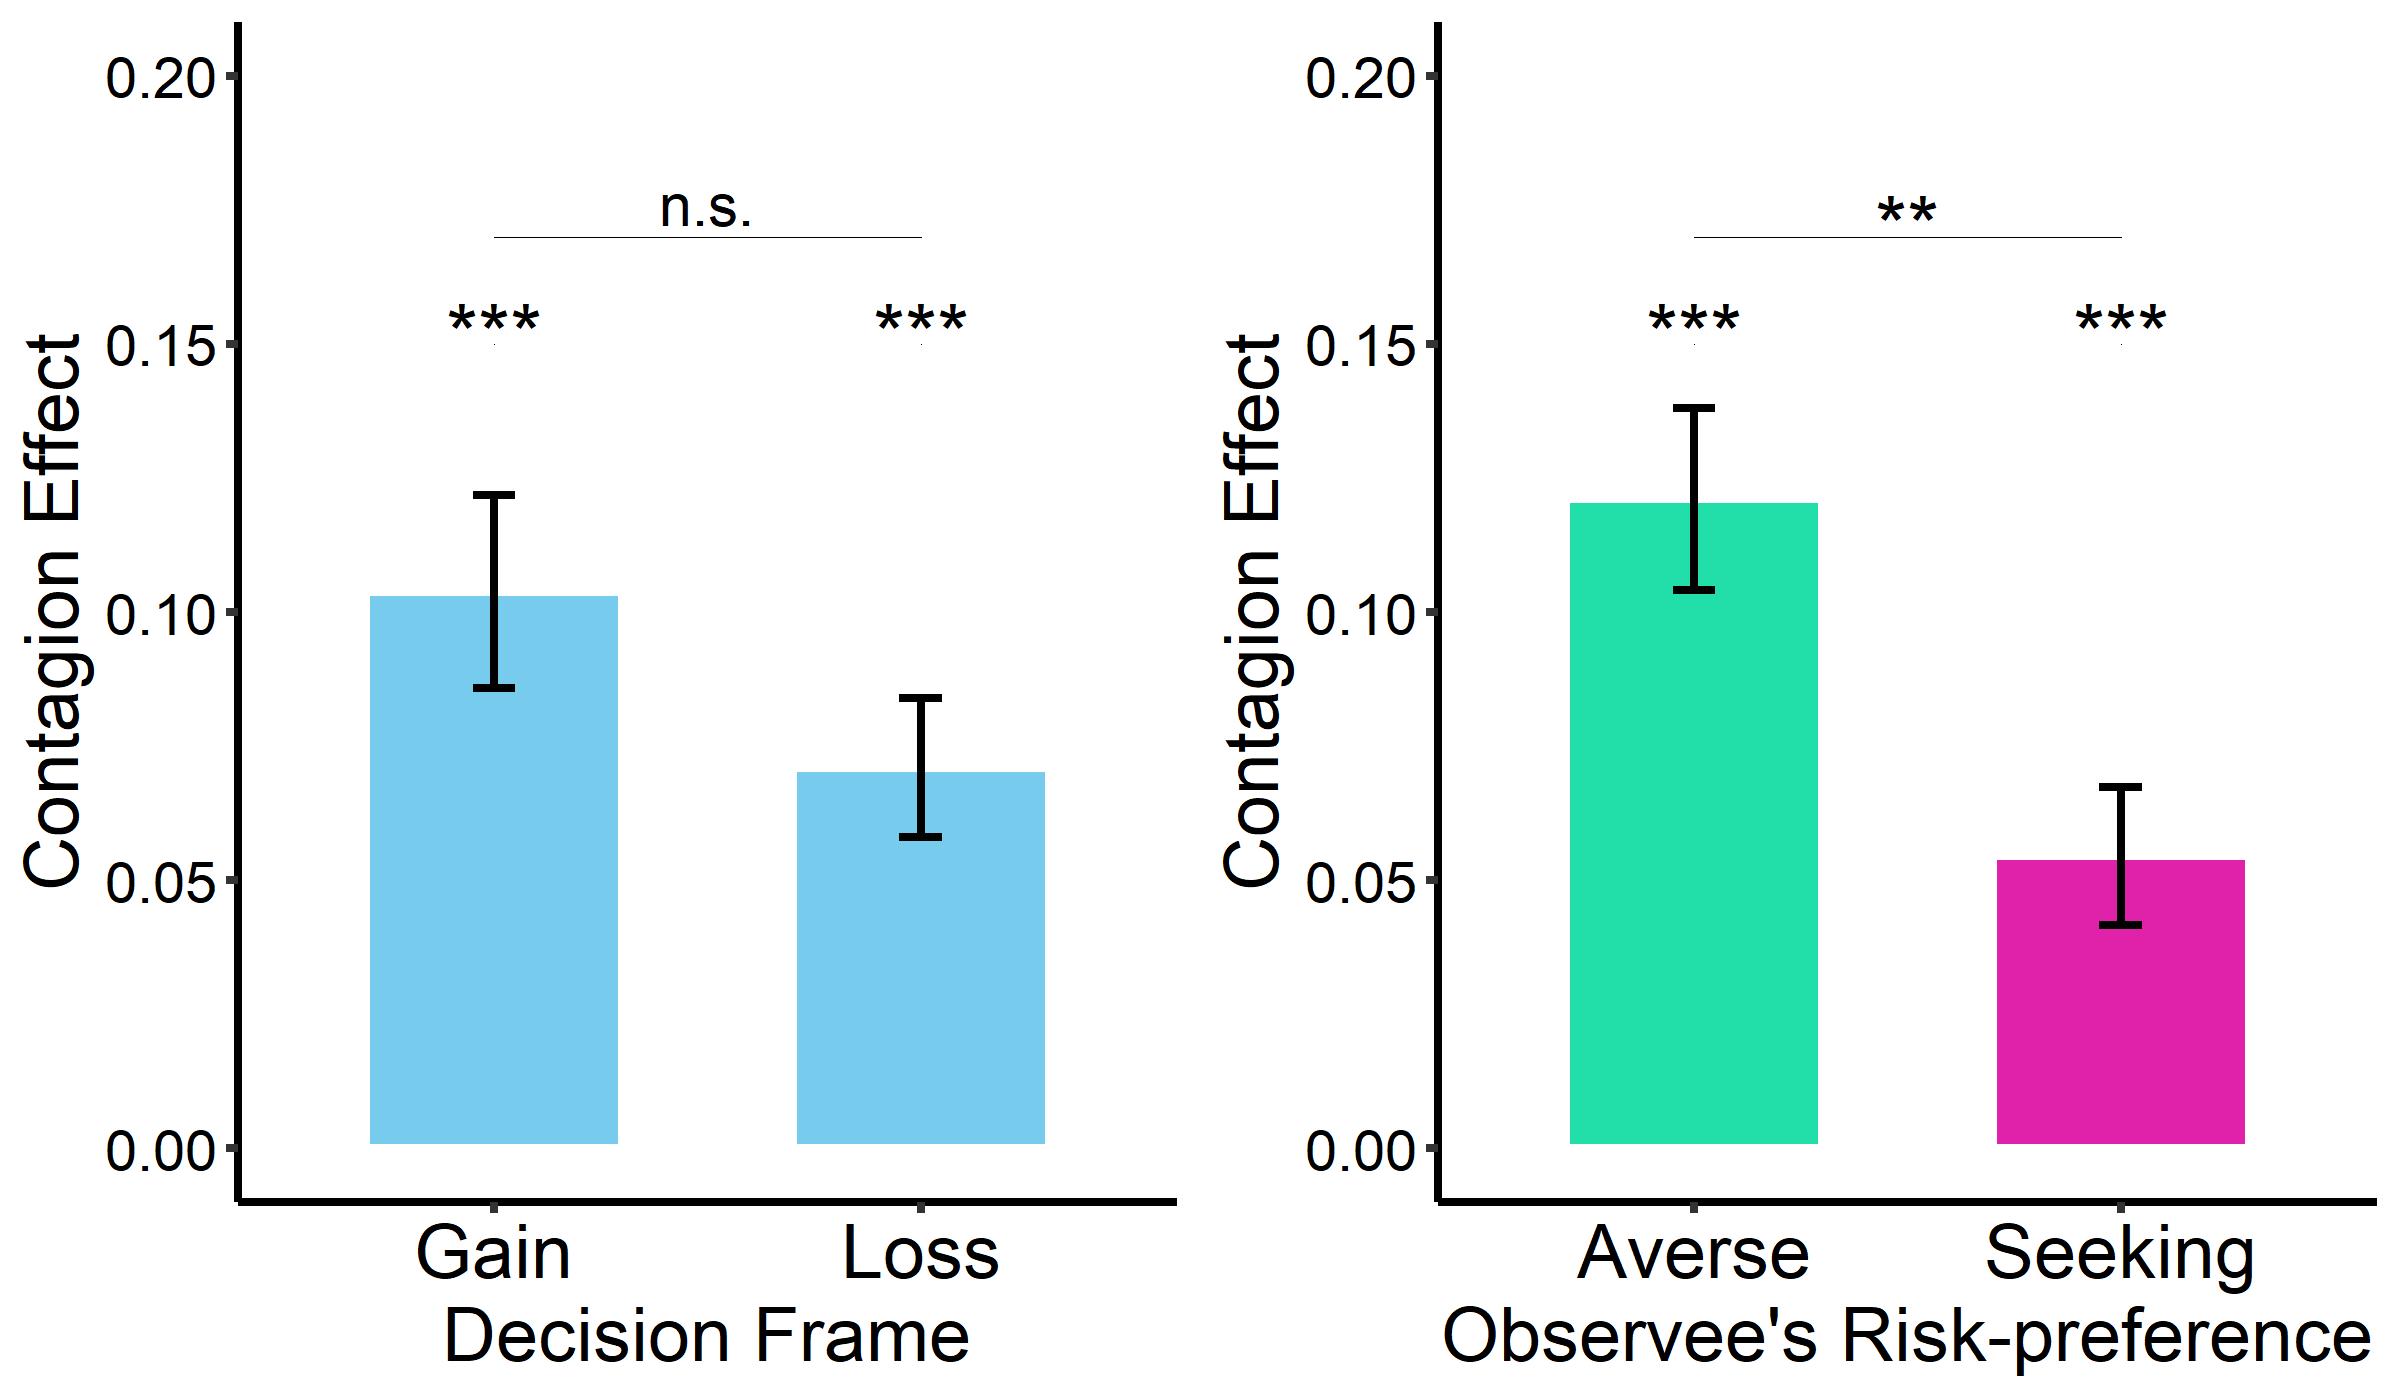 0.20
0.15
0.10
0.05
0.00
Contagion Effect
n.s.
*** ***
Gain Loss
Decision Frame
0.20
0.15
0.10
0.05
0.00
Contagion Effect
**
*** ***
Averse Seeking
Observee's Risk-preference